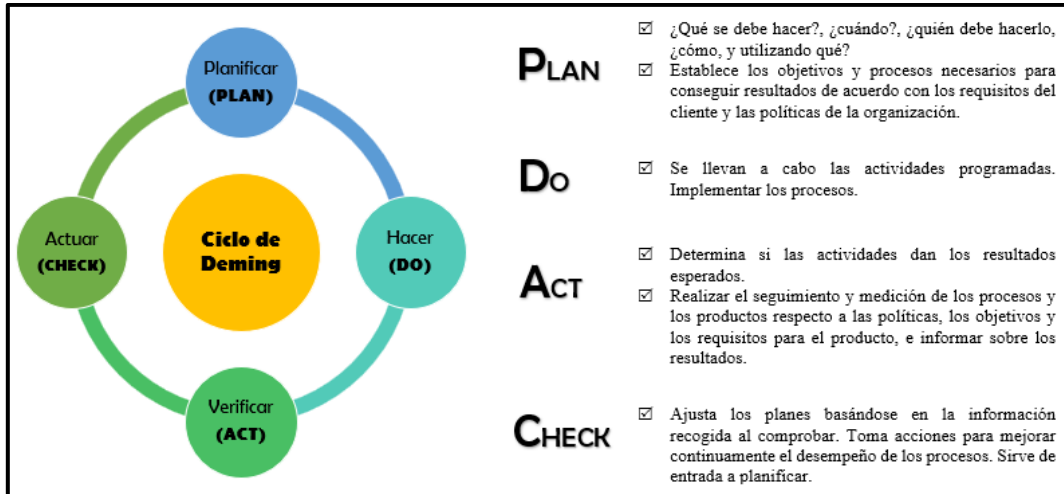 Planificar
(PLAN)
Hacer
(DO)
Verificar
(ACT)
Actuar
(CHECK)
Ciclo de
Deming
PLAN
☑ ¿Qué se debe hacer?, ¿cuándo?, ¿quién debe hacerlo,
¿cómo, y utilizando qué?
☑ Establece los objetivos y procesos necesarios para
conseguir resultados de acuerdo con los requisitos del
cliente y las políticas de la organización.
DO
☑ Se llevan a cabo las actividades programadas.
Implementar los procesos.
ACT
☑ Determina si las actividades dan los resultados
esperados.
☑ Realizar el seguimiento y medición de los procesos y
los productos respecto a las políticas, los objetivos y
los requisitos para el producto, e informar sobre los
resultados.
CHECK
☑ Ajusta los planes basándose en la información
recogida al comprobar. Toma acciones para mejorar
continuamente el desempeño de los procesos. Sirve de
entrada a planificar.